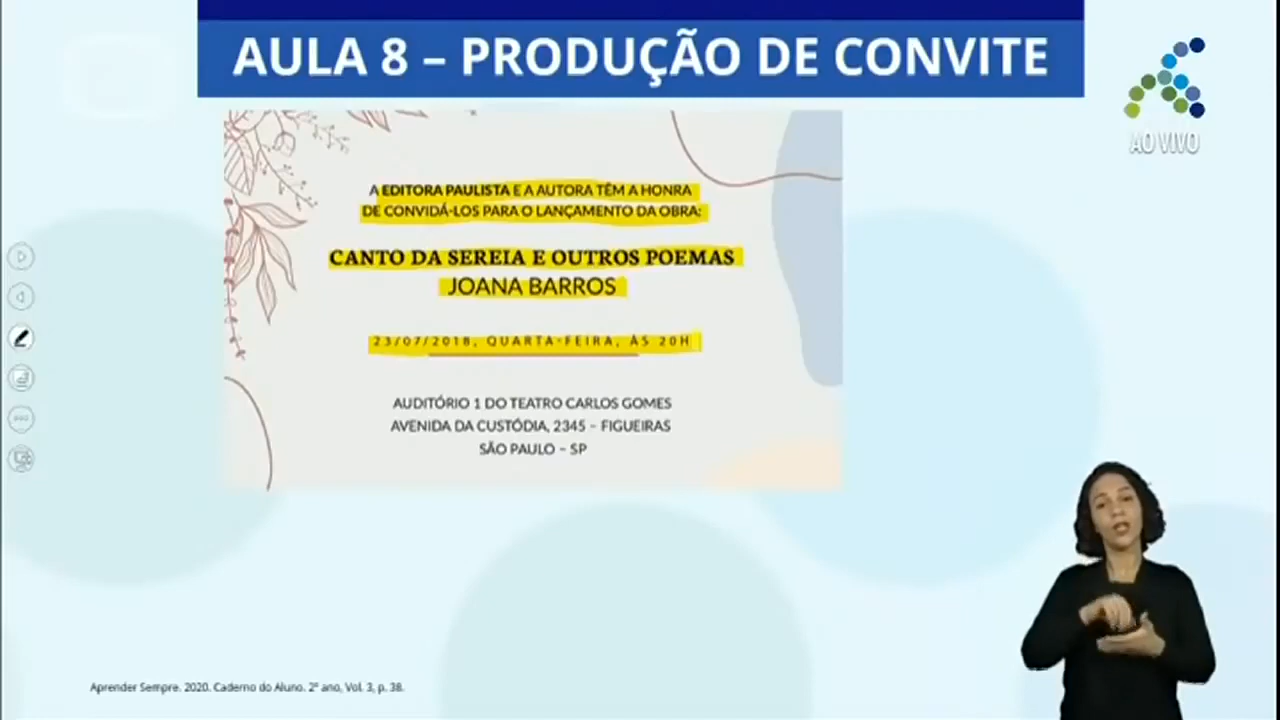 AULA 8 – PRODUÇÃO DE CONVITE
AO VIVO
A EDITORA PAULISTA E A AUTORA TÊM A HONRA
DE CONVIDÁ-LOS PARA O LANÇAMENTO DA OBRA:
CANTO DA SEREIA E OUTROS POEMAS
JOANA BARROS
23/07/2018, QUARTA-FEIRA, ÀS 20H
AUDITÓRIO 1 DO TEATRO CARLOS GOMES
AVENIDA DA CUSTÓDIA, 2345 – FIGUEIRAS
SÃO PAULO – SP
Aprender Sempre. 2020. Caderno do Aluno. 2º ano, Vol. 3, p. 38.